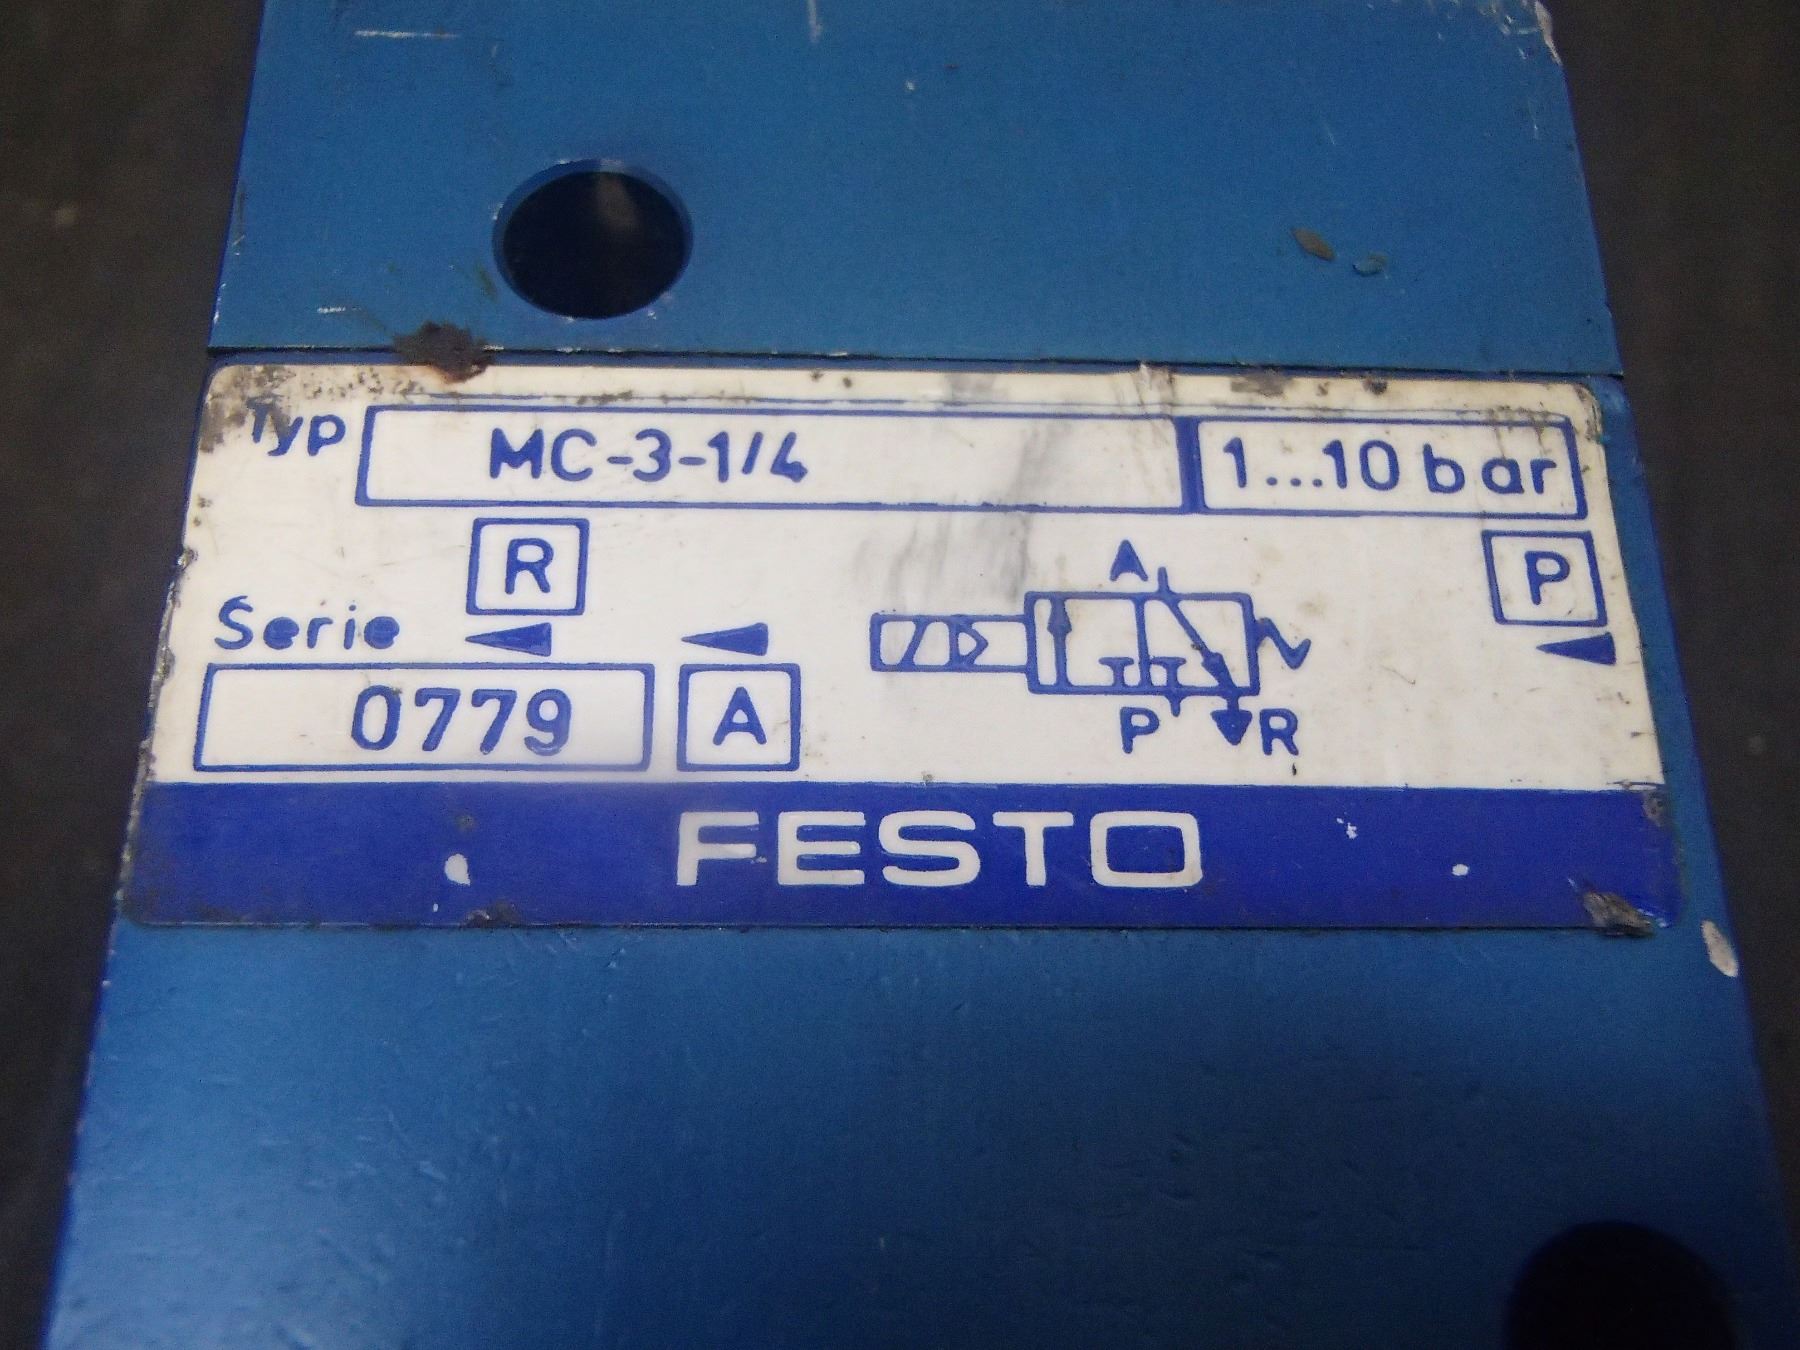 Typ MC-3-1/4 1...10 bar
R P
A
Serie
0779 A P R
FESTO